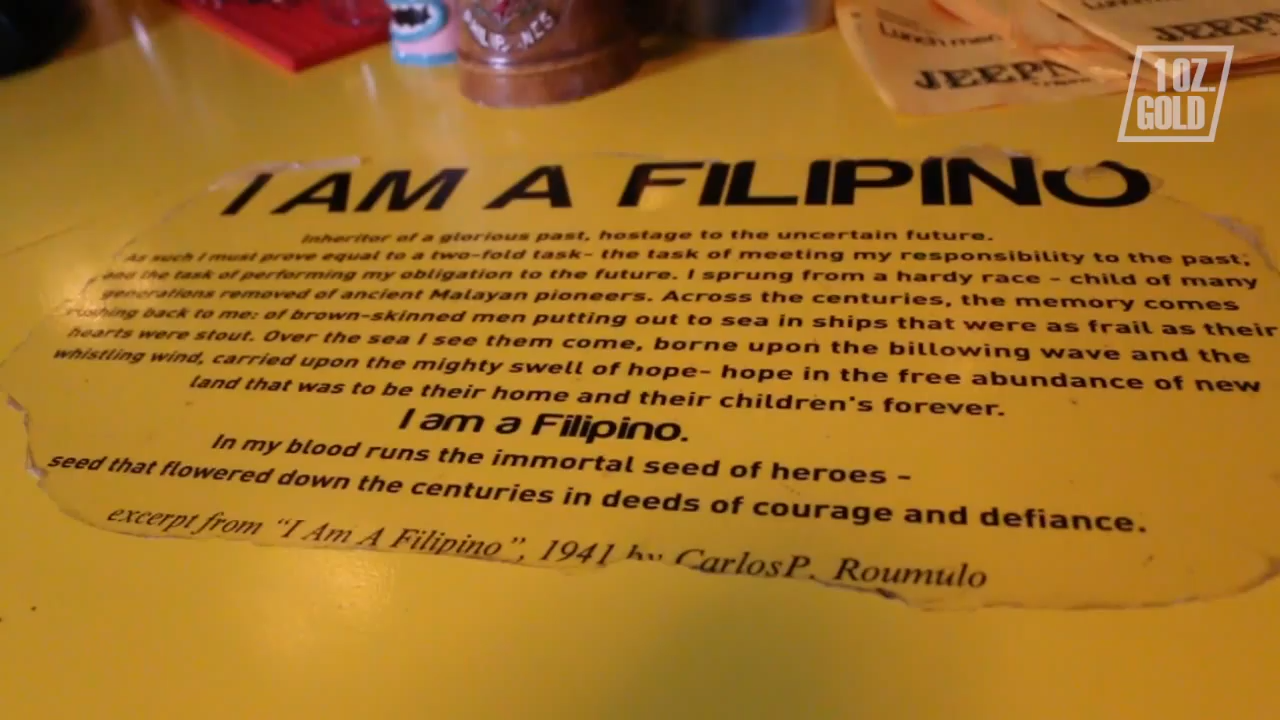 PHILIPPINES
Lunch men
JEEPN
JEEPN
1 OZ.
GOLD
I AM A FILIPINO
Inheritor of a glorious past, hostage to the uncertain future.
As such I must prove equal to a two-fold task- the task of meeting my responsibility to the past,
and the task of performing my obligation to the future. I sprung from a hardy race - child of many
generations removed of ancient Malayan pioneers. Across the centuries, the memory comes
rushing back to me: of brown-skinned men putting out to sea in ships that were as frail as their
hearts were stout. Over the sea I see them come, borne upon the billowing wave and the
whistling wind, carried upon the mighty swell of hope- hope in the free abundance of new
land that was to be their home and their children's forever.
I am a Filipino.
In my blood runs the immortal seed of heroes -
seed that flowered down the centuries in deeds of courage and defiance.
excerpt from "I Am A Filipino", 1941 by Carlos P. Roumulo